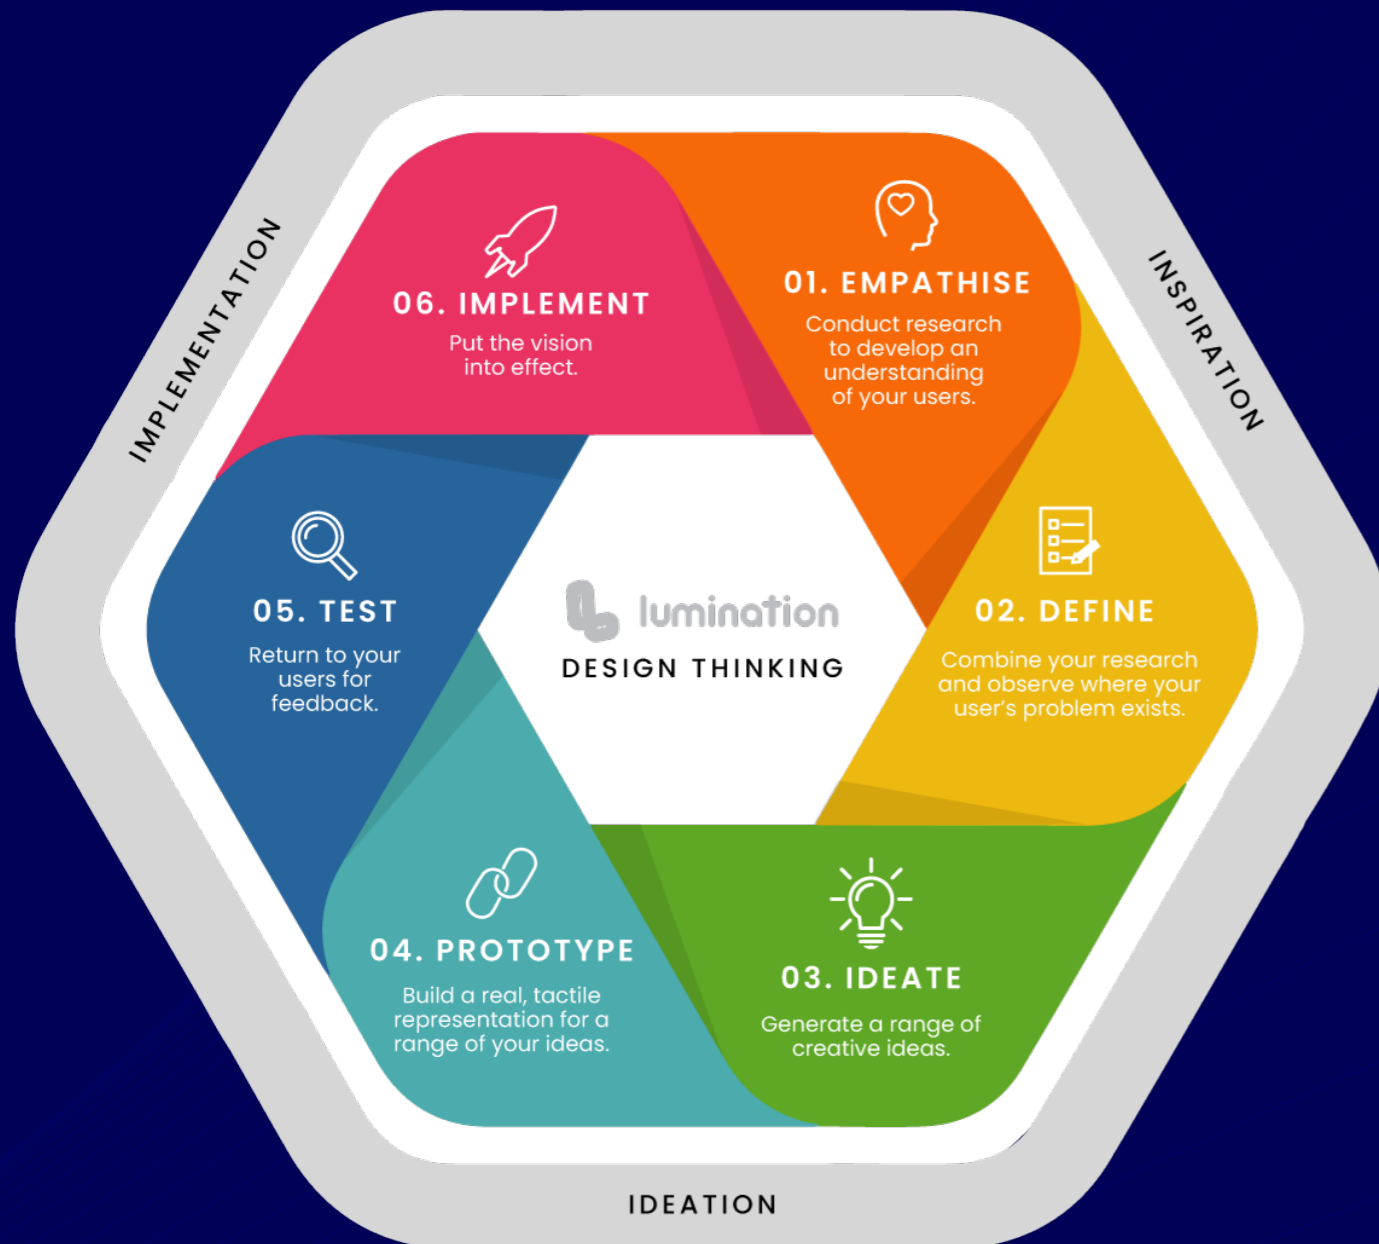 lumination
DESIGN THINKING
INSPIRATION
01. EMPATHISE
Conduct research
to develop an
understanding
of your users.
02. DEFINE
Combine your research
and observe where your
user's problem exists.
IDEATION
03. IDEATE
Generate a range of
creative ideas.
04. PROTOTYPE
Build a real, tactile
representation for a
range of your ideas.
IMPLEMENTATION
05. TEST
Return to your
users for
feedback.
06. IMPLEMENT
Put the vision
into effect.